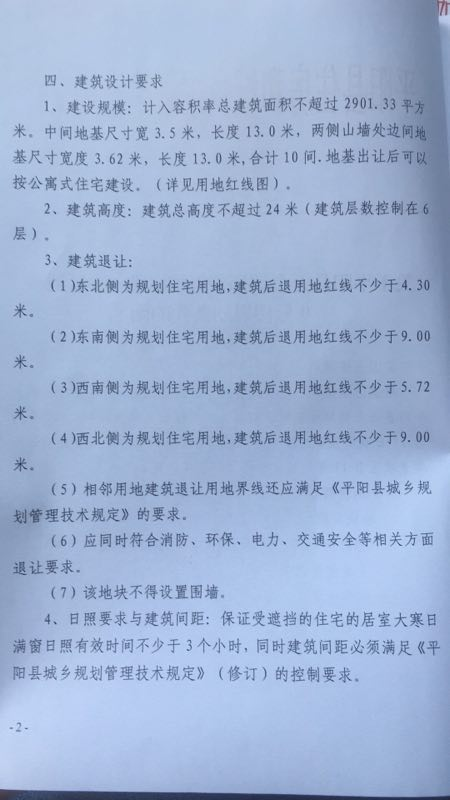 四、建筑设计要求
1、建设规模：计入容积率总建筑面积不超过 2901.33 平方
米。中间地基尺寸宽 3.5 米，长度 13.0 米，两侧山墙处边间地
基尺寸宽度 3.62 米，长度 13.0 米,合计 10 间.地基出让后可以
按公寓式住宅建设。（详见用地红线图）。
2、建筑高度：建筑总高度不超过 24 米（建筑层数控制在 6
层）。
3、建筑退让：
（1)东北侧为规划住宅用地,建筑后退用地红线不少于4.30
米。
（2)东南侧为规划住宅用地,建筑后退用地红线不少于9.00
米。
（3)西南侧为规划住宅用地,建筑后退用地红线不少于5.72
米。
（4)西北侧为规划住宅用地,建筑后退用地红线不少于9.00
米。
（5）相邻用地建筑退让用地界线还应满足《平阳县城乡规
划管理技术规定》的要求。
（6）应同时符合消防、环保、电力、交通安全等相关方面
退让要求。
（7）该地块不得设置围墙。
4、日照要求与建筑间距：保证受遮挡的住宅的居室大寒日
满窗日照有效时间不少于 3 个小时，同时建筑间距必须满足《平
阳县城乡规划管理技术规定》（修订）的控制要求。
-2-